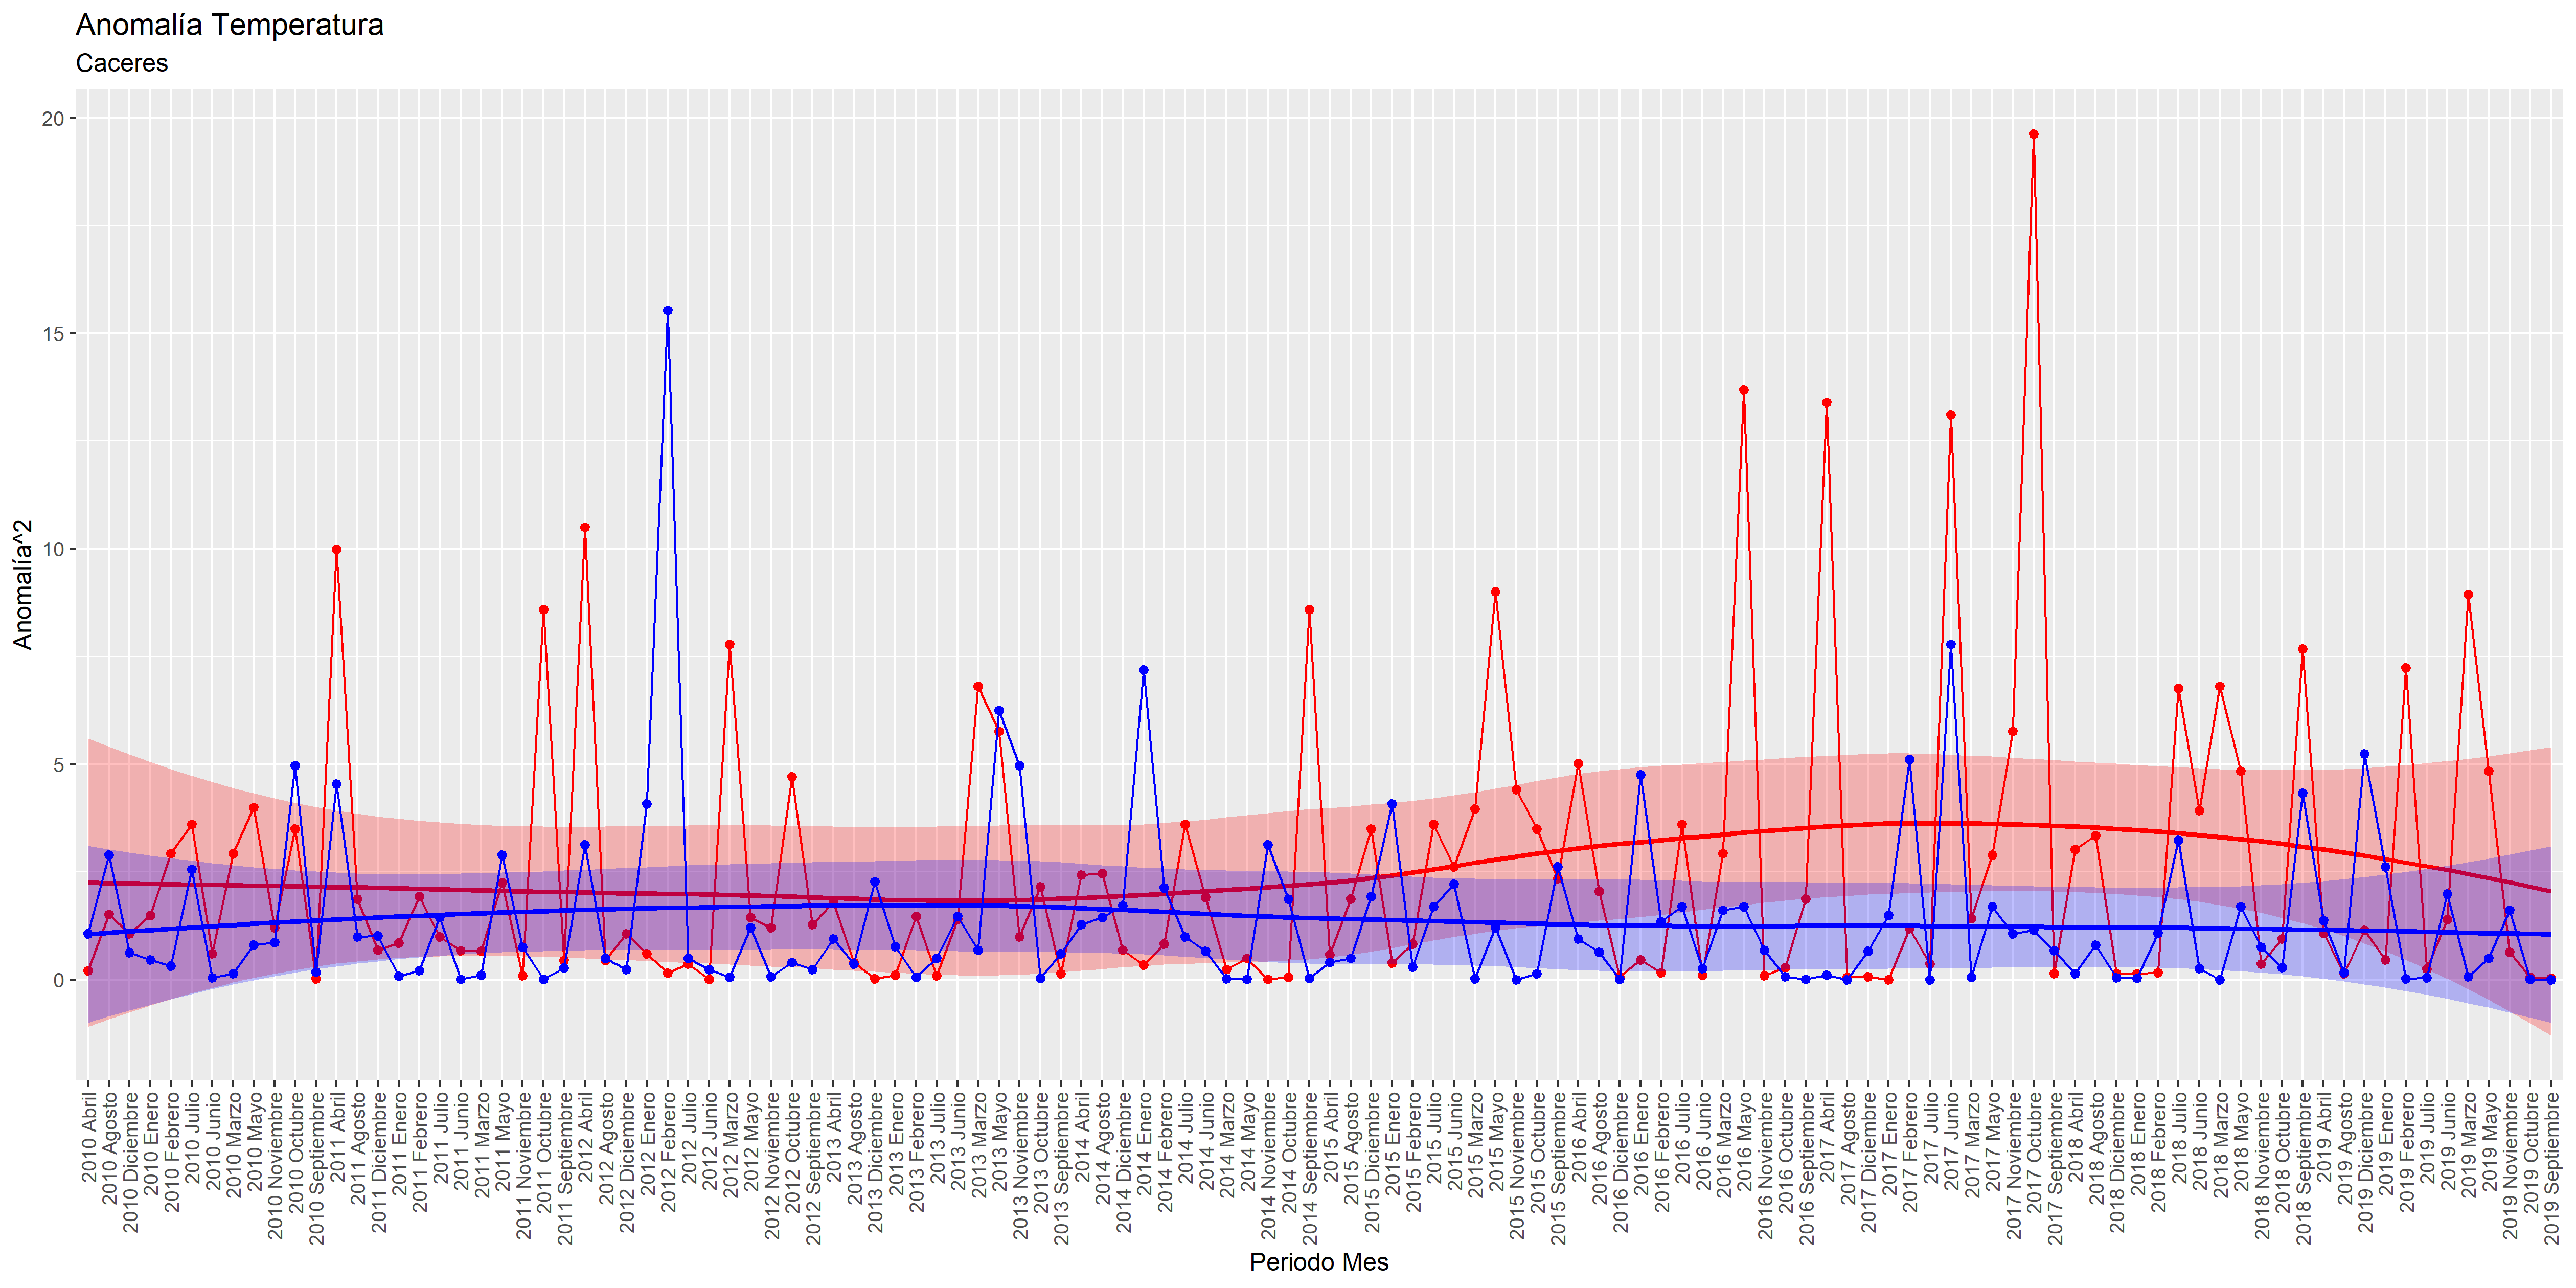 Anomalía Temperatura
Caceres
Anomalía^2
20
15
10
5
0
2010 Abril
2010 Agosto
2010 Diciembre
2010 Enero
2010 Febrero
2010 Julio
2010 Junio
2010 Marzo
2010 Mayo
2010 Noviembre
2010 Octubre
2010 Septiembre
2011 Abril
2011 Agosto
2011 Diciembre
2011 Enero
2011 Febrero
2011 Julio
2011 Junio
2011 Marzo
2011 Mayo
2011 Noviembre
2011 Octubre
2011 Septiembre
2012 Abril
2012 Agosto
2012 Diciembre
2012 Enero
2012 Febrero
2012 Julio
2012 Junio
2012 Marzo
2012 Mayo
2012 Noviembre
2012 Octubre
2012 Septiembre
2013 Abril
2013 Agosto
2013 Diciembre
2013 Enero
2013 Febrero
2013 Julio
2013 Junio
2013 Marzo
2013 Mayo
2013 Noviembre
2013 Octubre
2013 Septiembre
2014 Abril
2014 Agosto
2014 Diciembre
2014 Enero
2014 Febrero
2014 Julio
2014 Junio
2014 Marzo
2014 Mayo
2014 Noviembre
2014 Octubre
2014 Septiembre
2015 Abril
2015 Agosto
2015 Diciembre
2015 Enero
2015 Febrero
2015 Julio
2015 Junio
2015 Marzo
2015 Mayo
2015 Noviembre
2015 Octubre
2015 Septiembre
2016 Abril
2016 Agosto
2016 Diciembre
2016 Enero
2016 Febrero
2016 Julio
2016 Junio
2016 Marzo
2016 Mayo
2016 Noviembre
2016 Octubre
2016 Septiembre
2017 Abril
2017 Agosto
2017 Diciembre
2017 Enero
2017 Febrero
2017 Julio
2017 Junio
2017 Marzo
2017 Mayo
2017 Noviembre
2017 Octubre
2017 Septiembre
2018 Abril
2018 Agosto
2018 Diciembre
2018 Enero
2018 Febrero
2018 Julio
2018 Junio
2018 Marzo
2018 Mayo
2018 Noviembre
2018 Octubre
2018 Septiembre
2019 Abril
2019 Agosto
2019 Diciembre
2019 Enero
2019 Febrero
2019 Julio
2019 Junio
2019 Marzo
2019 Mayo
2019 Noviembre
2019 Octubre
2019 Septiembre
Periodo Mes